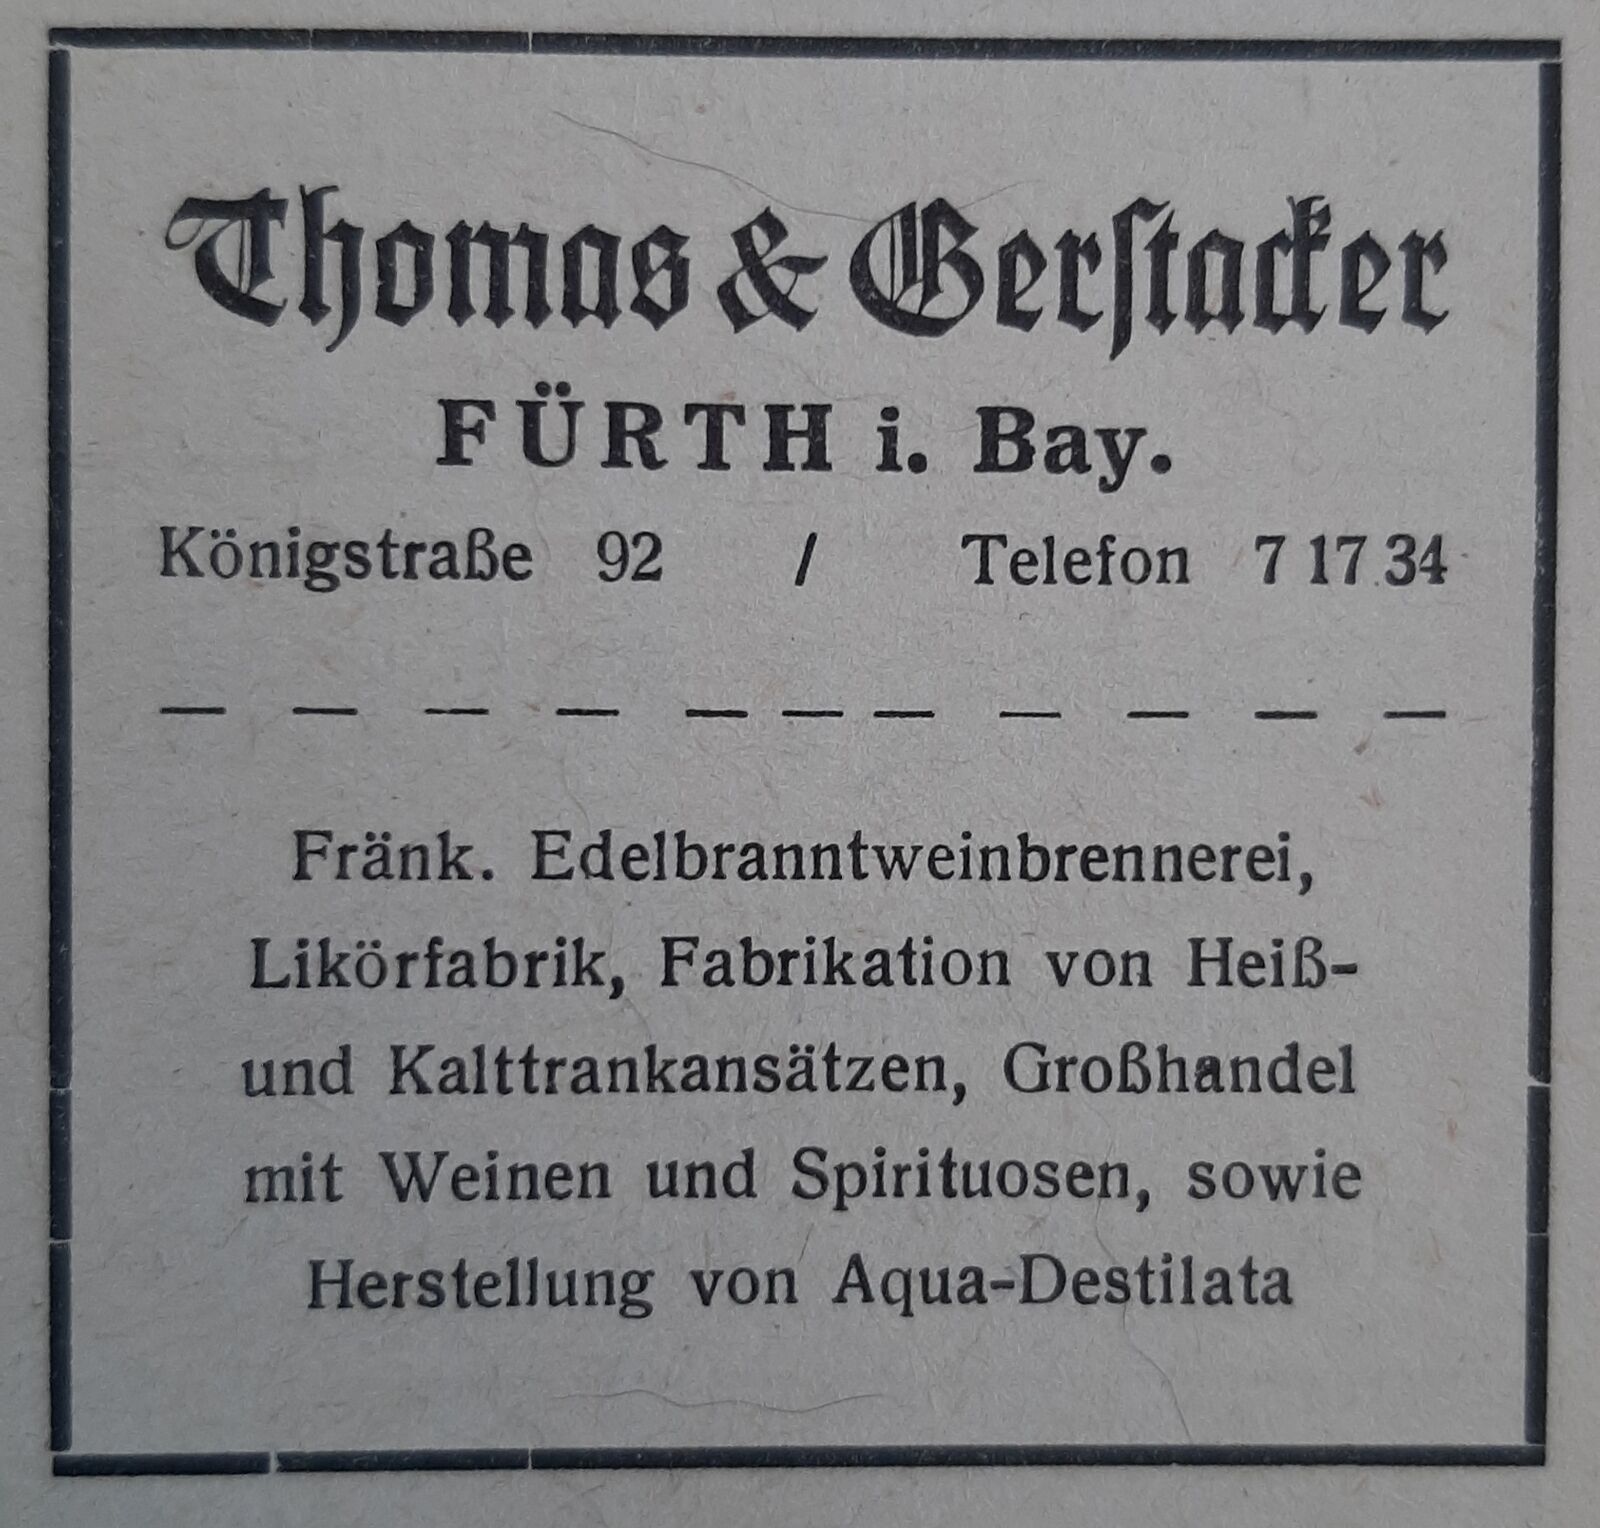 Thomas & Gerstacker
FÜRTH i. Bay.
Königstraße 92 / Telefon 7 17 34
Fränk. Edelbranntweinbrennerei,
Likörfabrik, Fabrikation von Heiß-
und Kalttrankansätzen, Großhandel
mit Weinen und Spirituosen, sowie
Herstellung von Aqua-Destilata